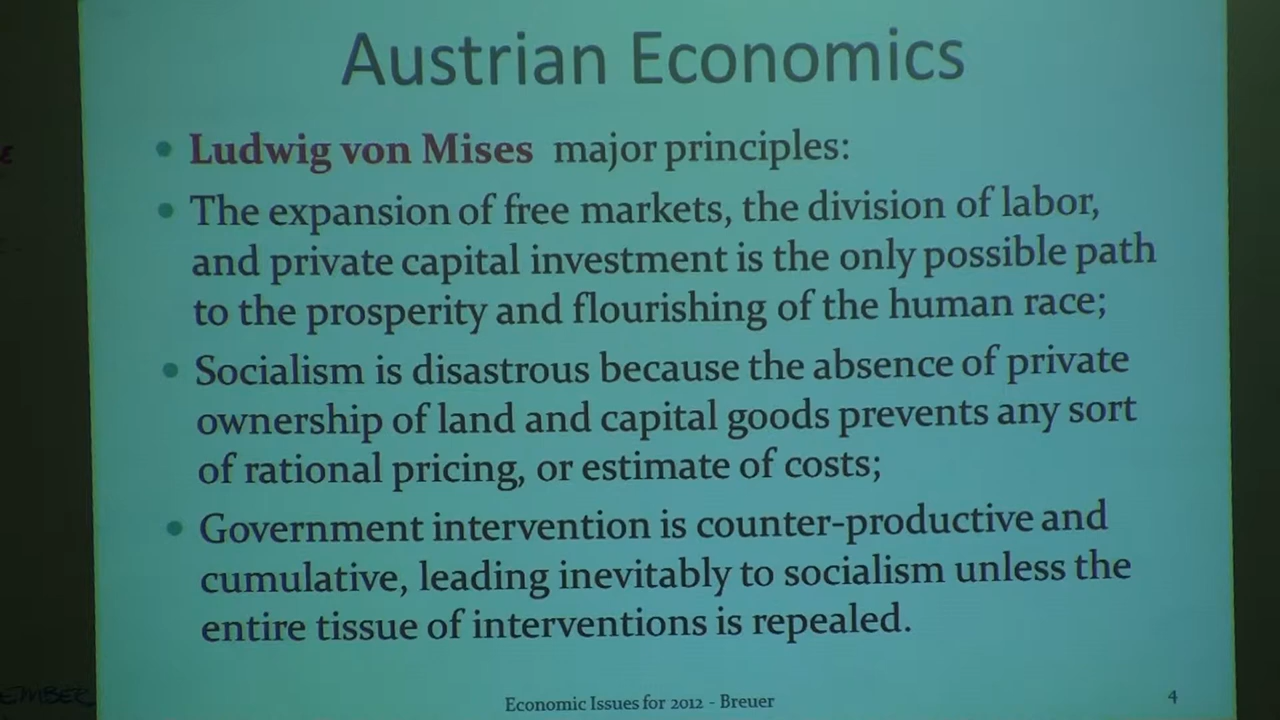 Austrian Economics
• Ludwig von Mises major principles:
• The expansion of free markets, the division of labor,
and private capital investment is the only possible path
to the prosperity and flourishing of the human race;
• Socialism is disastrous because the absence of private
ownership of land and capital goods prevents any sort
of rational pricing, or estimate of costs;
• Government intervention is counter-productive and
cumulative, leading inevitably to socialism unless the
entire tissue of interventions is repealed.
Economic Issues for 2012 - Breuer
4